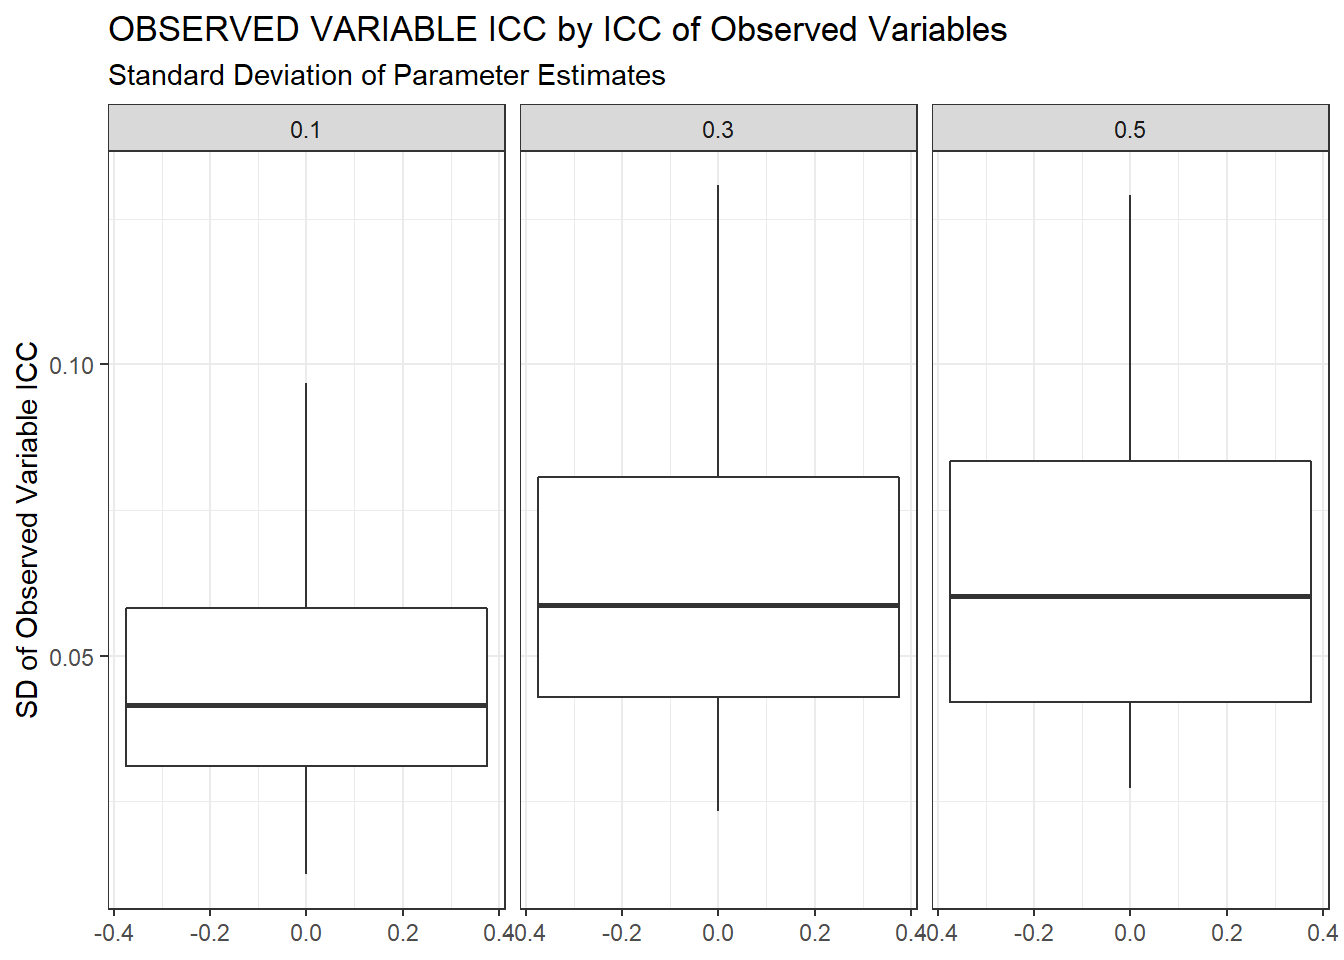 OBSERVED VARIABLE ICC by ICC of Observed Variables
Standard Deviation of Parameter Estimates
0.1 0.3 0.5
SD of Observed Variable ICC
0.10
0.05
-0.4 -0.2 0.0 0.2 0.4 -0.4 -0.2 0.0 0.2 0.4 -0.4 -0.2 0.0 0.2 0.4